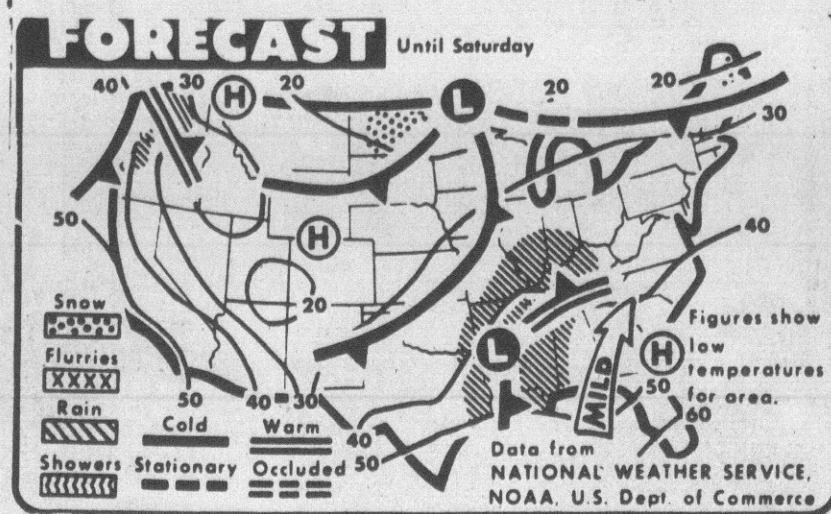 FORECAST Until Saturday
40 30 20 20 20
H L 30
50
H 40
20
Snow
Flurries
XXXX
Rain
Showers
L H
MILD
Figures show
low
temperatures
for area.
50 40 30 50 60
Cold Warm
Stationary Occluded
40
50
Data from
NATIONAL WEATHER SERVICE,
NOAA, U.S. Dept. of Commerce